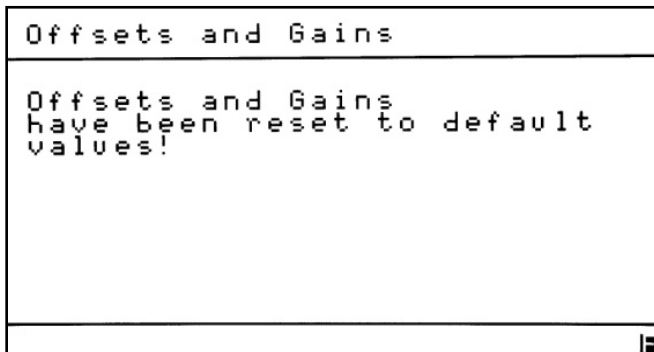 Offsets and Gains
Offsets and Gains
have been reset to default
values!